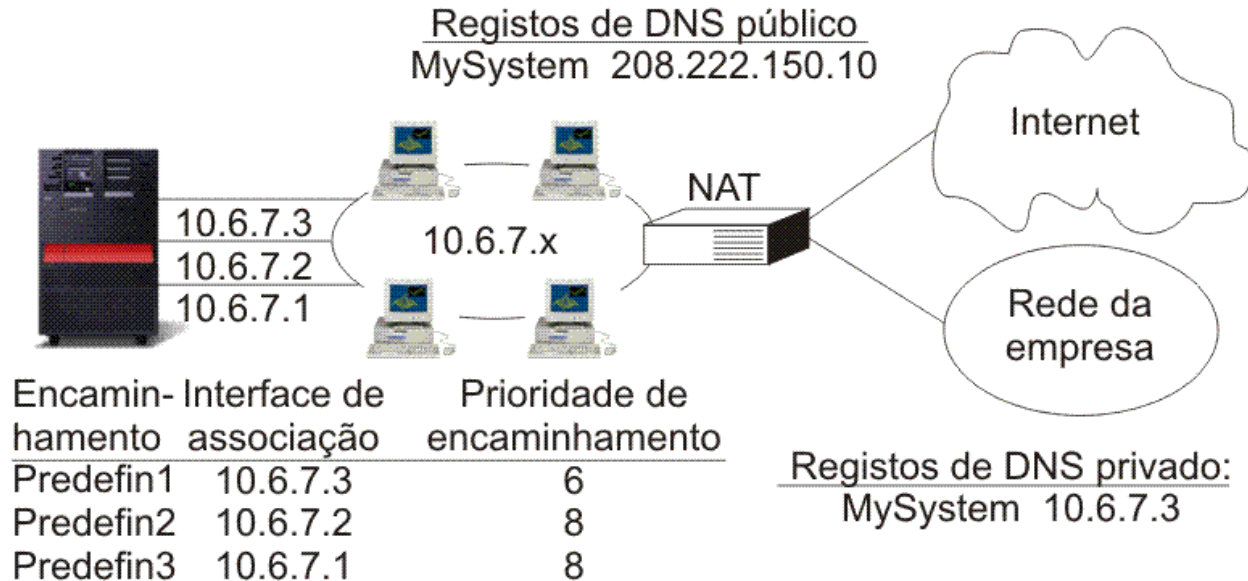 Registos de DNS público
MySystem 208.222.150.10
Internet
NAT
10.6.7.3
10.6.7.2
10.6.7.1
10.6.7.x
Rede da
empresa
Encamin- Interface de Prioridade de
hamento associação encaminhamento
Predefin1 10.6.7.3 6
Predefin2 10.6.7.2 8
Predefin3 10.6.7.1 8
Registos de DNS privado:
MySystem 10.6.7.3